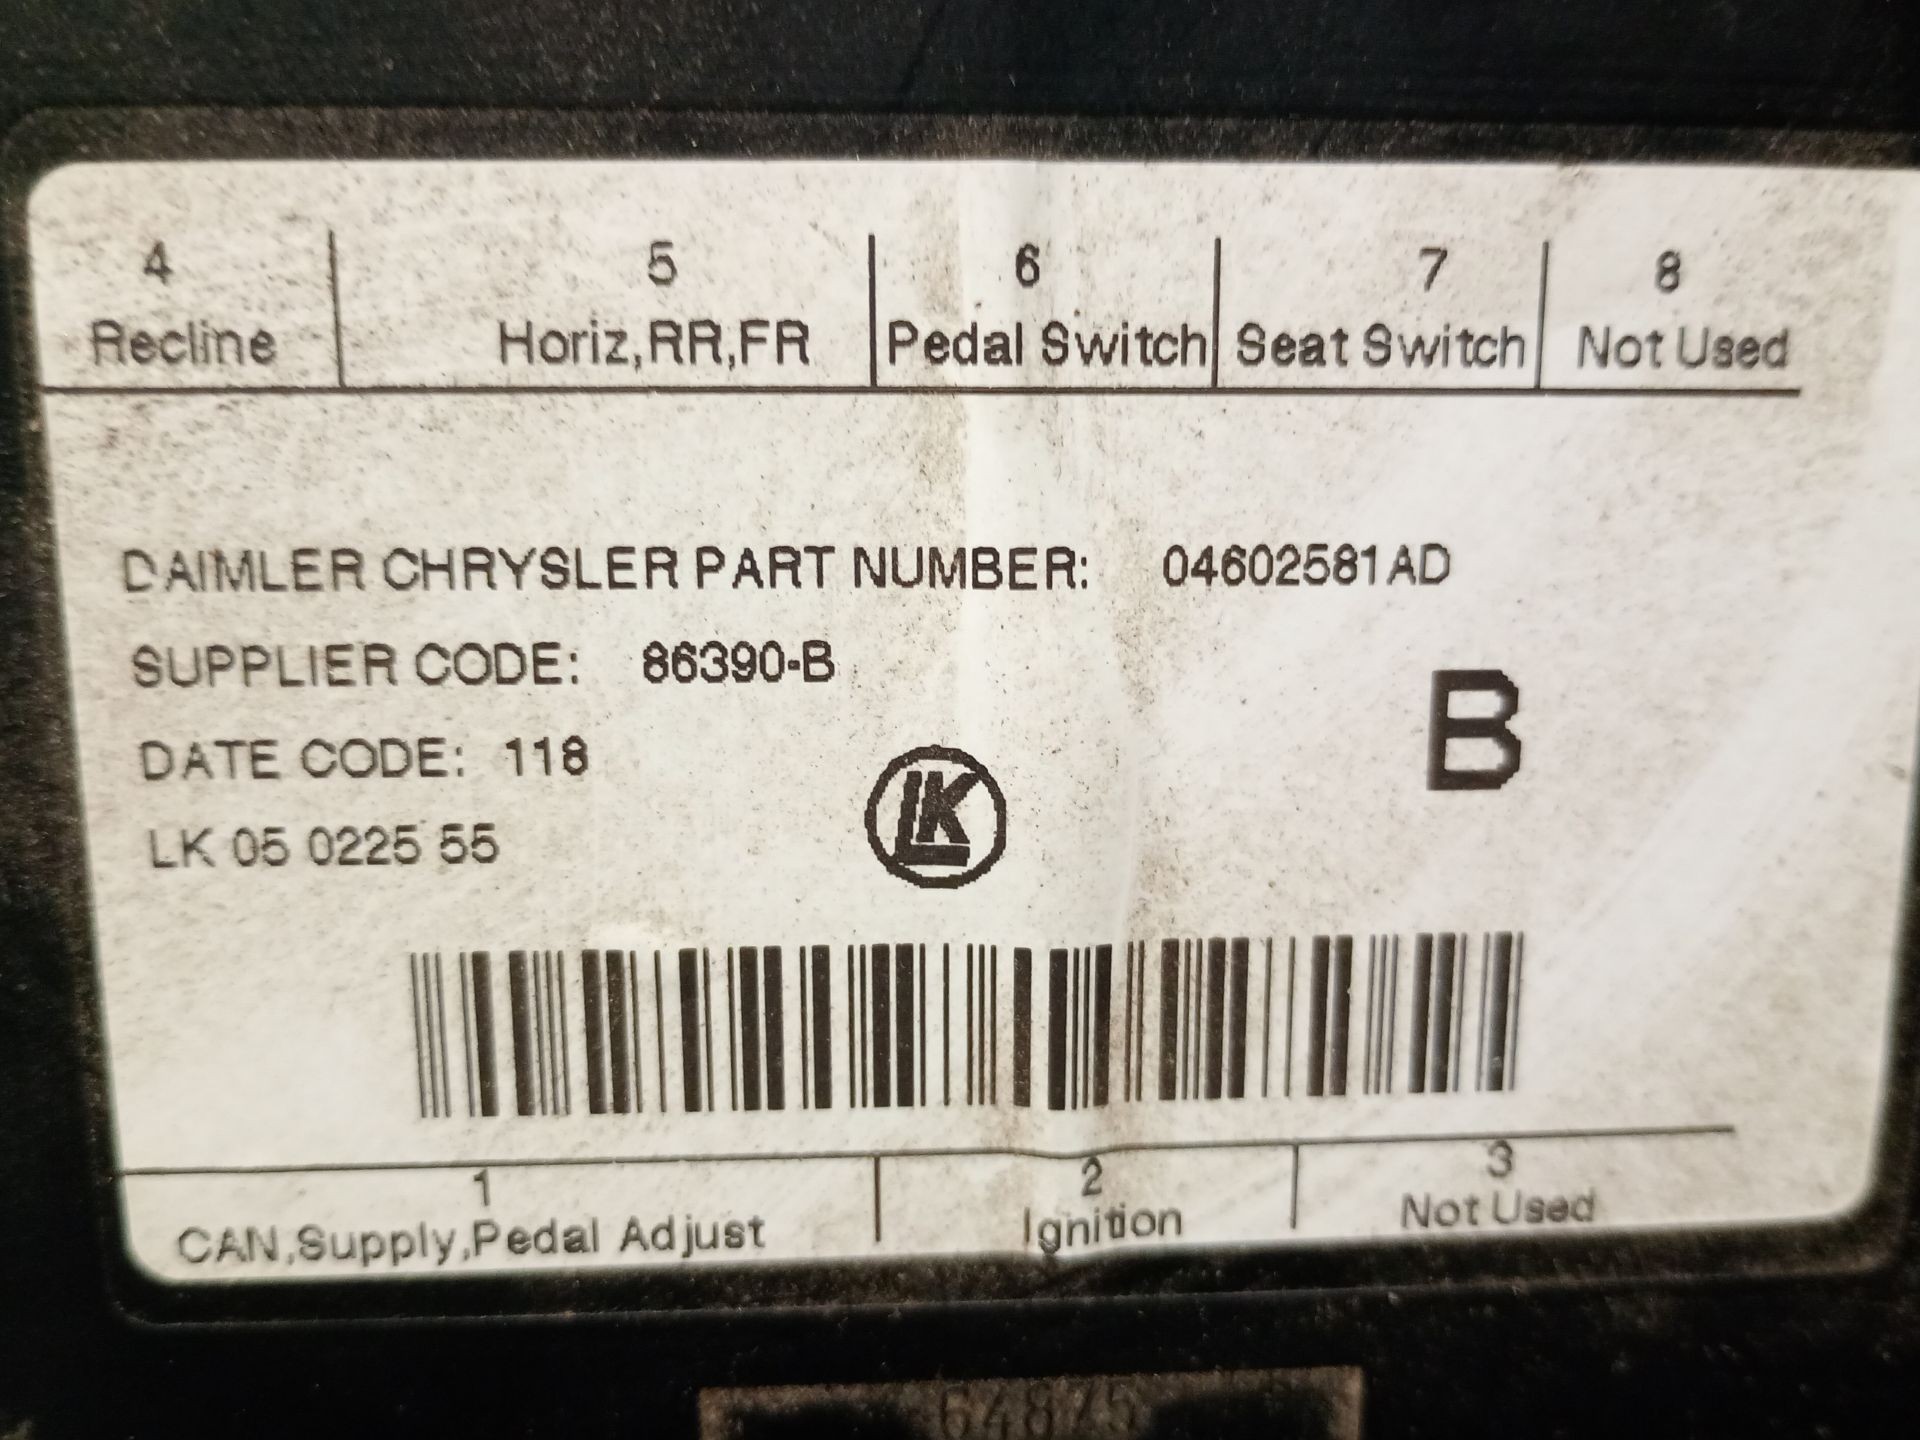 4 5 6 7 8
Recline Horiz,RR,FR Pedal Switch Seat Switch Not Used
DAIMLER CHRYSLER PART NUMBER: 04602581AD
SUPPLIER CODE: 86390-B
B
DATE CODE: 118
LK
LK 05 0225 55
1 2 3
CAN,Supply,Pedal Adjust Ignition Not Used
64875